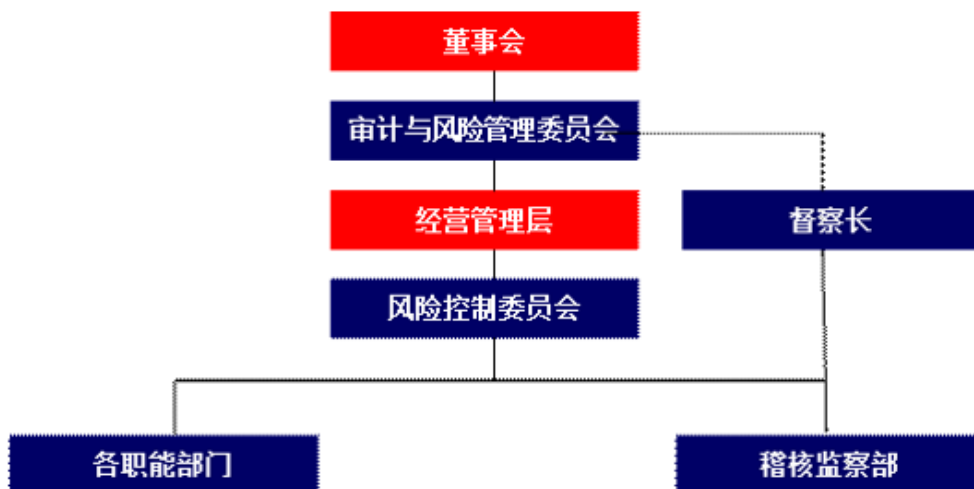 董事会
审计与风险管理委员会
经营管理层
督察长
风险控制委员会
各职能部门
稽核监察部